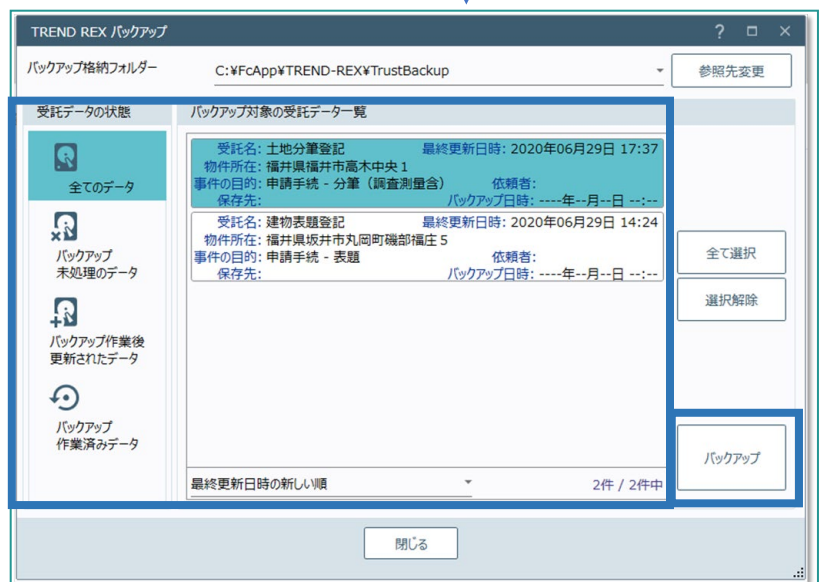 TREND REX バックアップ
バックアップ格納フォルダー
C:¥FcApp¥TREND-REX¥TrustBackup
参照先変更
受託データの状態
全てのデータ
バックアップ
未処理のデータ
バックアップ作業後
更新されたデータ
バックアップ
作業済みデータ
バックアップ対象の受託データ一覧
受託名: 土地分筆登記 最終更新日時: 2020年06月29日 17:37
物件所在: 福井県福井市高木中央1
事件の目的: 申請手続 - 分筆（調査測量含） 依頼者:
保存先: バックアップ日時: ----年--月--日 --:--
受託名: 建物表題登記 最終更新日時: 2020年06月29日 14:24
物件所在: 福井県坂井市丸岡町磯部福庄5
事件の目的: 申請手続 - 表題 依頼者:
保存先: バックアップ日時: ----年--月--日 --:--
最終更新日時の新しい順
2件 / 2件中
全て選択
選択解除
バックアップ
閉じる